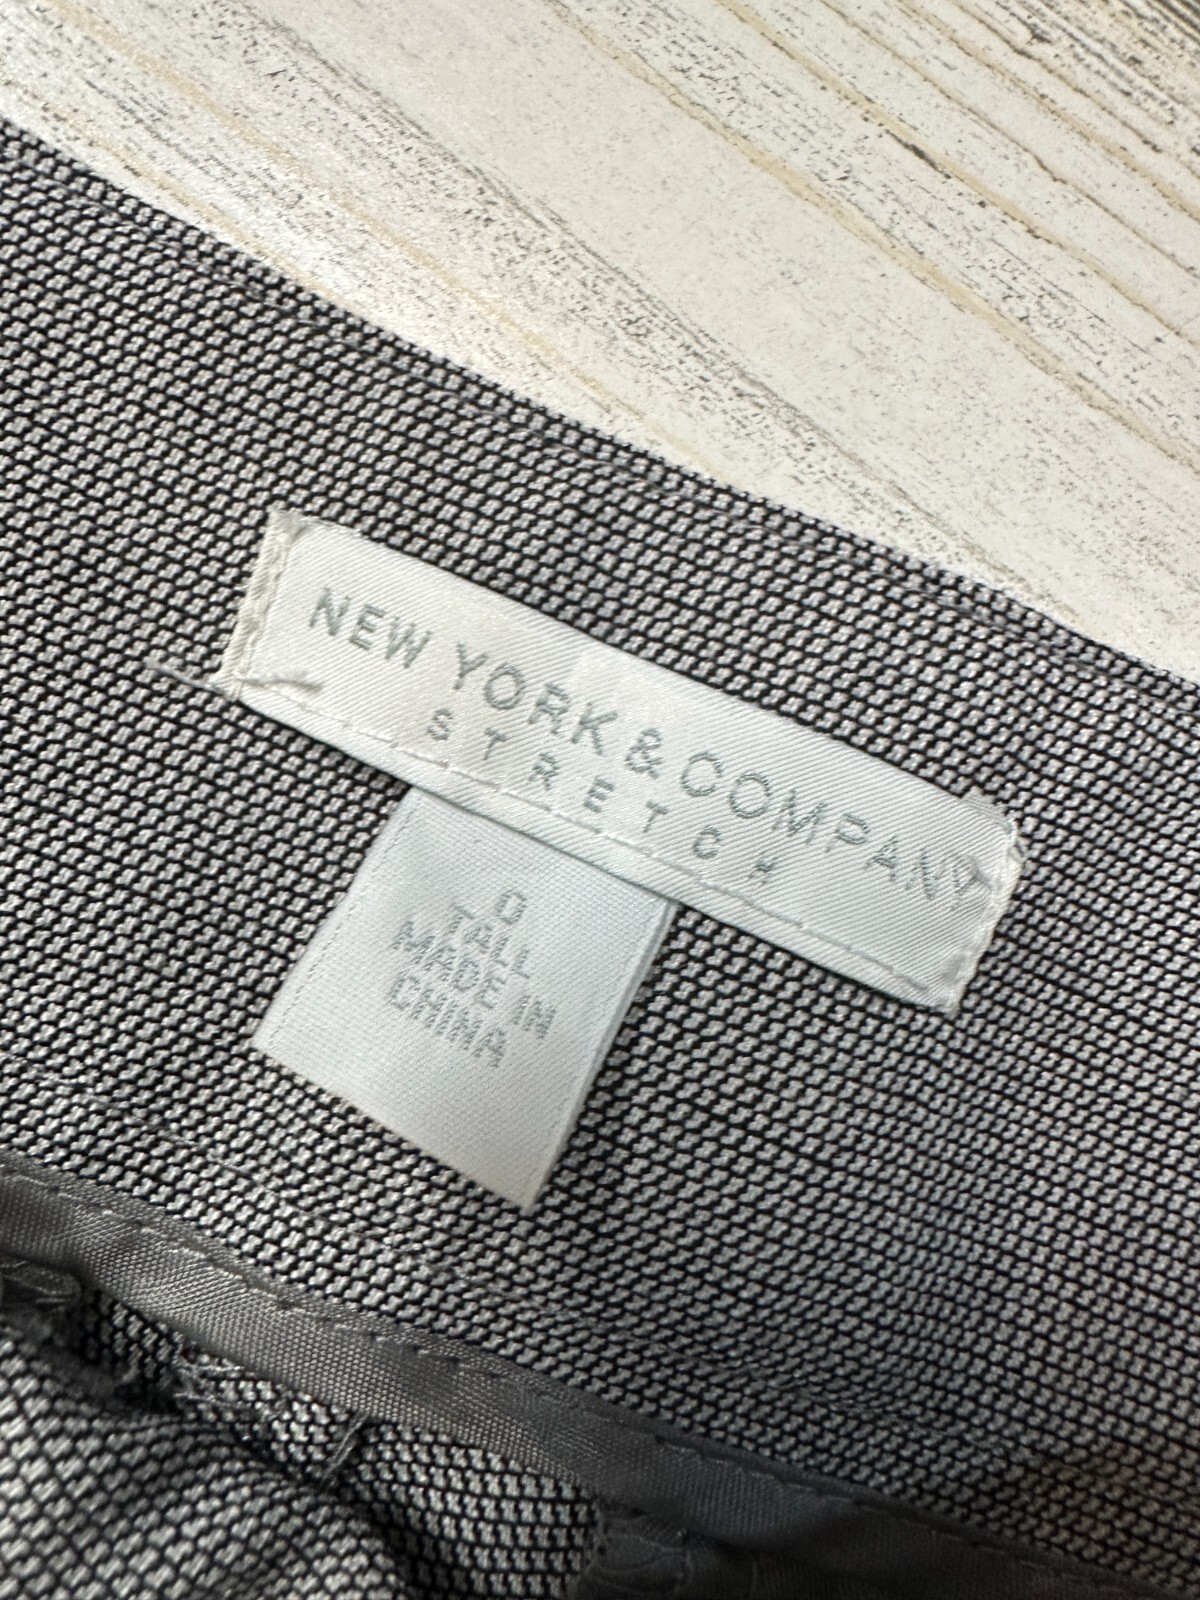 NEW YORK & COMPANY
STRETCH
0
TALL
MADE IN
CHINA